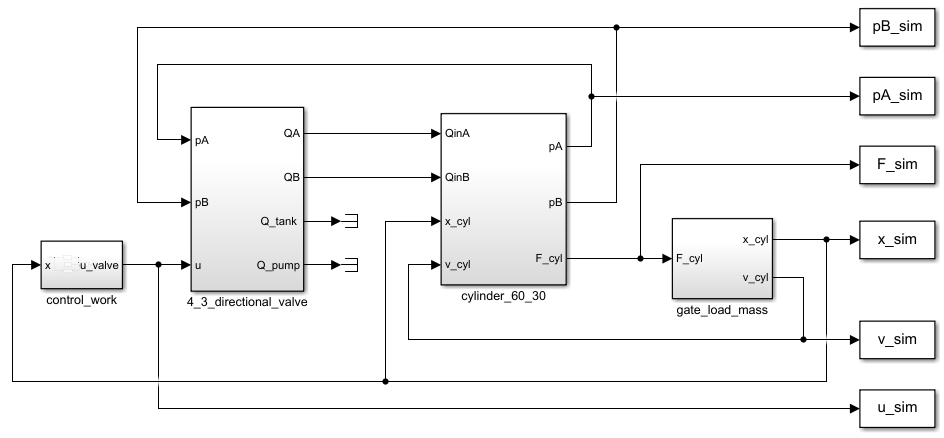 pB_sim
pA_sim
F_sim
x_sim
v_sim
u_sim
pA
pB
u
QA
QB
Q_tank
Q_pump
4_3_directional_valve
QinA
QinB
x_cyl
v_cyl
pA
pB
F_cyl
cylinder_60_30
x
u_valve
control_work
F_cyl
x_cyl
v_cyl
gate_load_mass